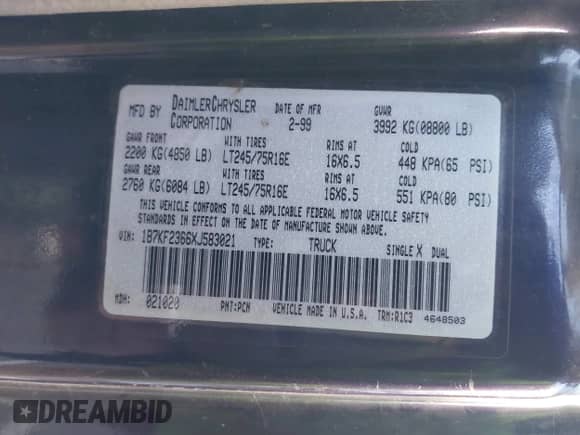 MFD BY DAIMLERCHRYSLER CORPORATION DATE OF MFR 2-99 GVWR 3992 KG(08800 LB)
GAWR FRONT WITH TIRES RIMS AT COLD
2200 KG(4850 LB) LT245/75R16E 16X6.5 448 KPA(65 PSI)
GAWR REAR WITH TIRES RIMS AT COLD
2760 KG(6084 LB) LT245/75R16E 16X6.5 551 KPA(80 PSI)
THIS VEHICLE CONFORMS TO ALL APPLICABLE FEDERAL MOTOR VEHICLE SAFETY
STANDARDS IN EFFECT ON THE DATE OF MANUFACTURE SHOWN ABOVE.
VIN: 1B7KF2366XJ583021 TYPE: TRUCK SINGLE X DUAL
MDH: 021020 PNT:PCN VEHICLE MADE IN U.S.A. TRM:R1C3 4648503
DREAMBID